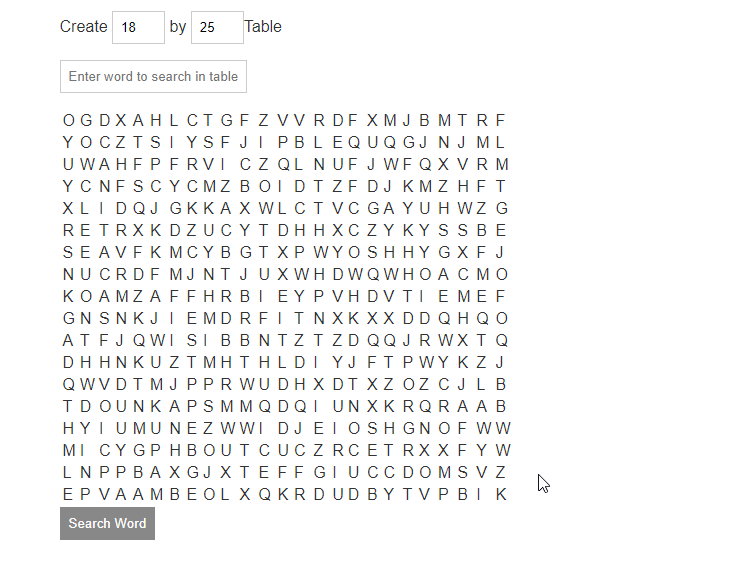 Create 18 by 25 Table
Enter word to search in table
O G D X A H L C T G F Z V V R D F X M J B M T R F
Y O C Z T S I Y S F J I P B L E Q U Q G J N J M L
U W A H F P F R V I C Z Q L N U F J W F Q X V R M
Y C N F S C Y C M Z B O I D T Z F D J K M Z H F T
X L I D Q J G K K A X W L C T V C G A Y U H W Z G
R E T R X K D Z U C Y T D H H X C Z Y K Y S S B E
S E A V F K M C Y B G T X P W Y O S H H Y G X F J
N U C R D F M J N T J U X W H D W Q W H O A C M O
K O A M Z A F F H R B I E Y P V H D V T I E M E F
G N S N K J I E M D R F I T N X K X X D D Q H Q O
A T F J Q W I S I B B N T Z T Z D Q Q J R W X T Q
D H H N K U Z T M H T H L D I Y J F T P W Y K Z J
Q W V D T M J P P R W U D H X D T X Z O Z C J L B
T D O U N K A P S M M Q D Q I U N X K R Q R A A B
H Y I U M U N E Z W W I D J E I O S H G N O F W W
M I C Y G P H B O U T C U C Z R C E T R X X F Y W
L N P P B A X G J X T E F F G I U C C D O M S V Z
E P V A A M B E O L X Q K R D U D B Y T V P B I K
Search Word